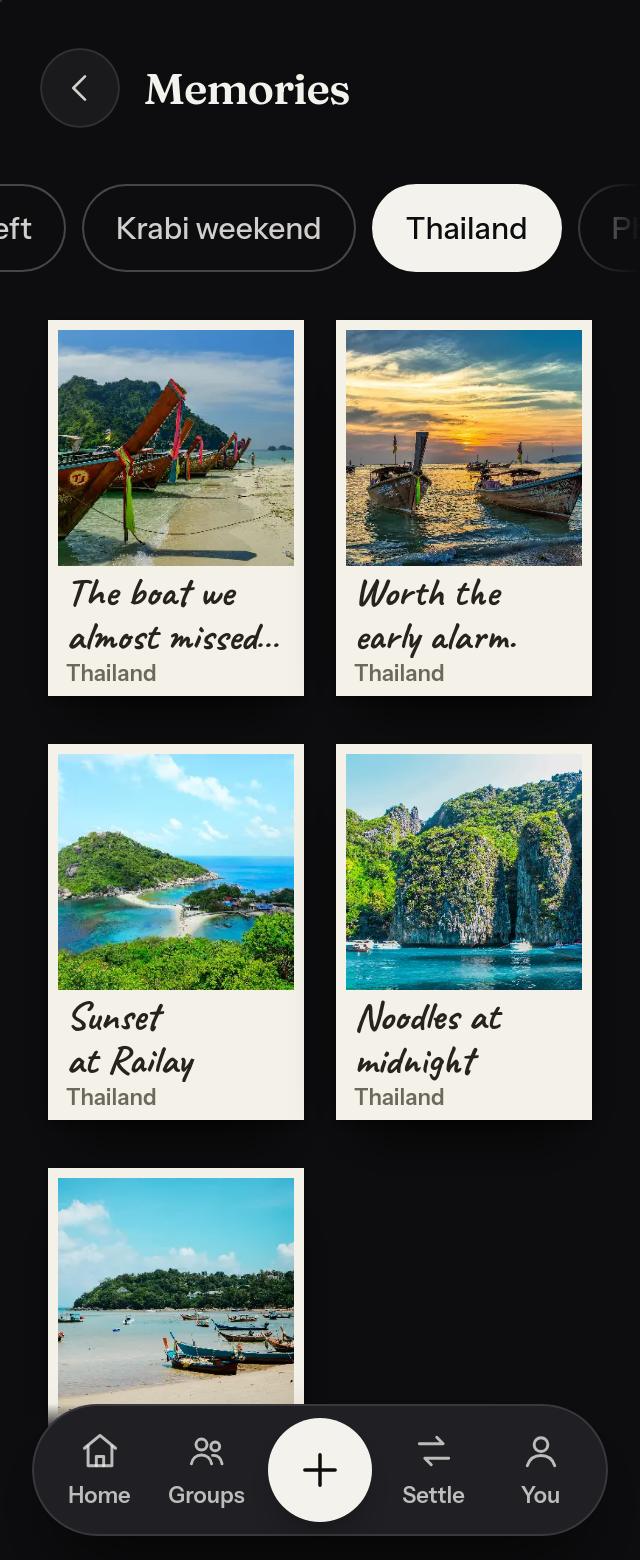 Memories
eft
Krabi weekend
Thailand
The boat we
almost missed...
Thailand
Worth the
early alarm.
Thailand
Sunset
at Railay
Thailand
Noodles at
midnight
Thailand
Home
Groups
Settle
You